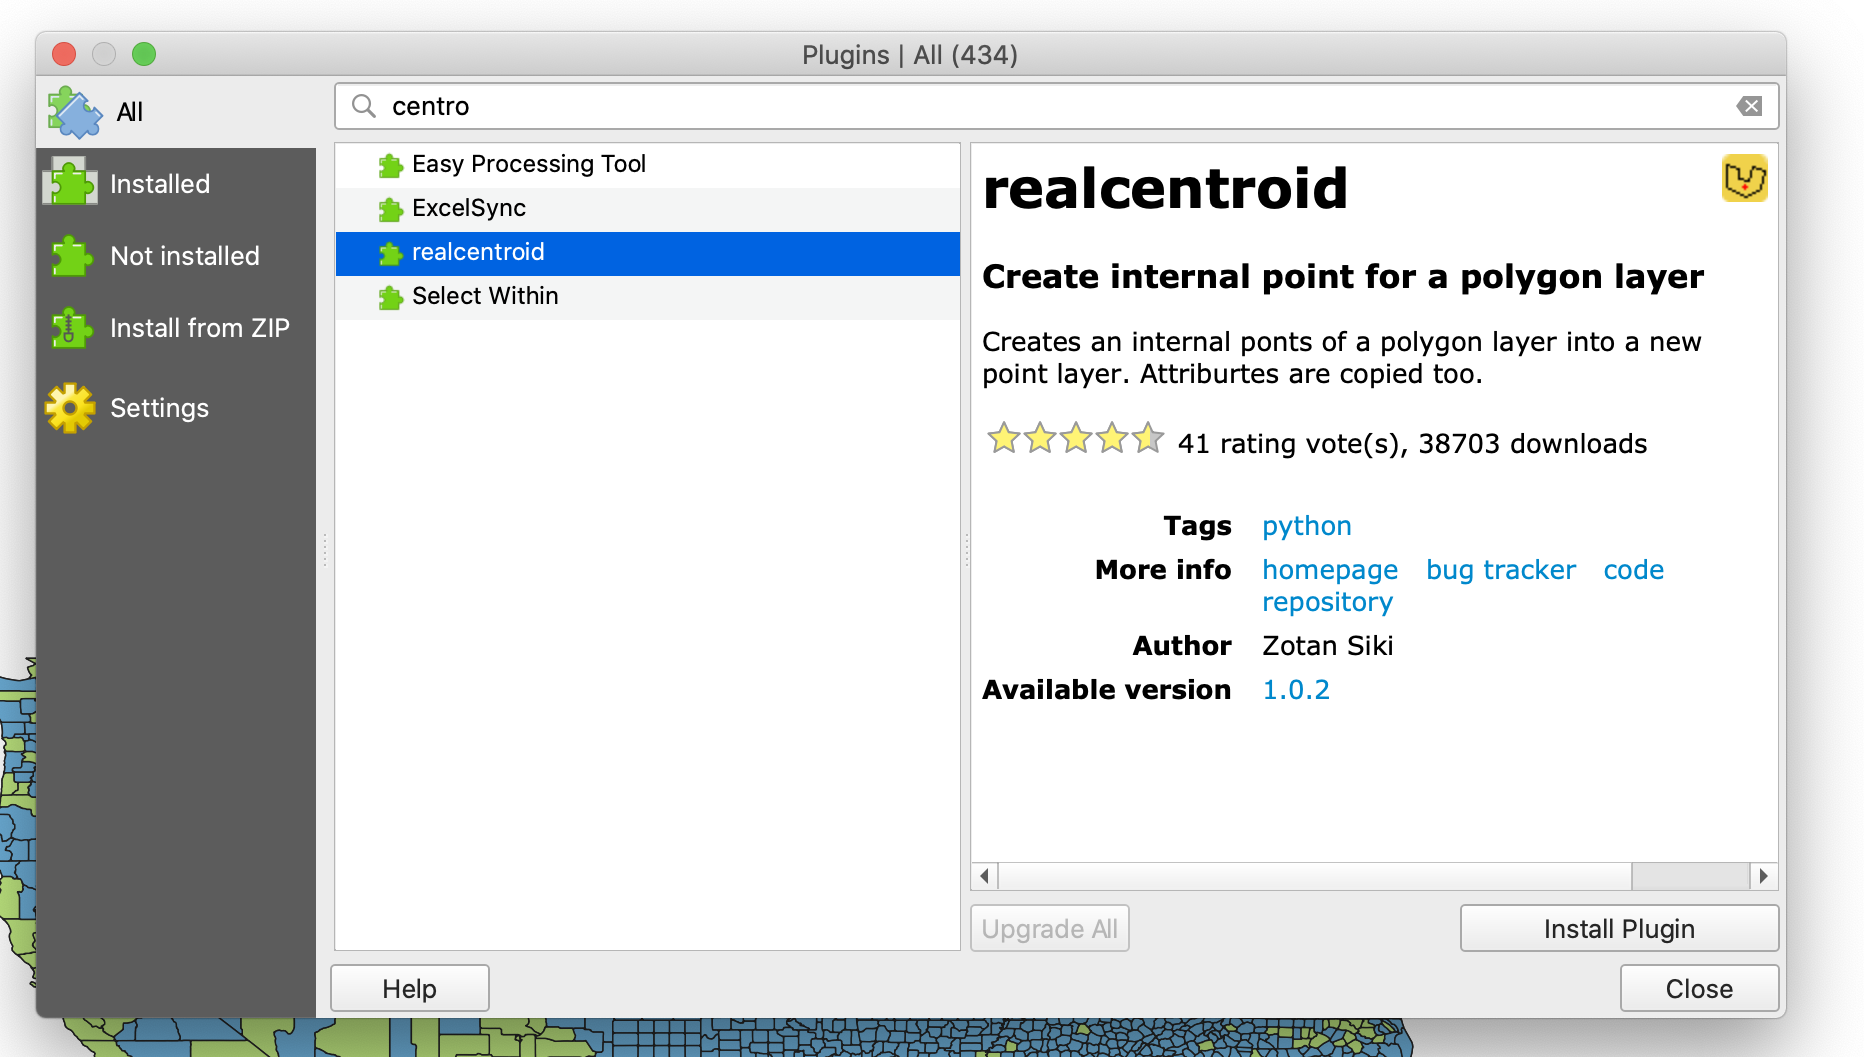 Plugins | All (434)
All
centro
Installed
Not installed
Install from ZIP
Settings
Easy Processing Tool
ExcelSync
realcentroid
Select Within
realcentroid
Create internal point for a polygon layer
Creates an internal ponts of a polygon layer into a new
point layer. Attriburtes are copied too.
41 rating vote(s), 38703 downloads
Tags python
More info homepage bug tracker code
repository
Author Zotan Siki
Available version 1.0.2
Upgrade All
Install Plugin
Help
Close